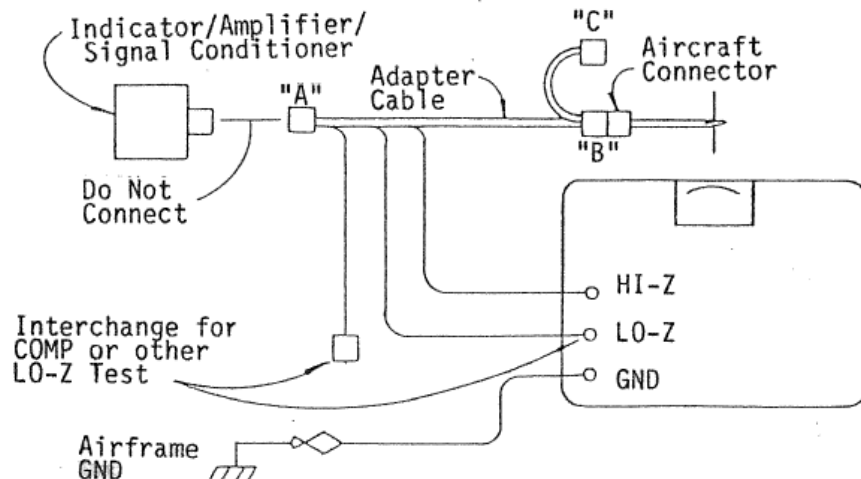 Indicator/Amplifier/
Signal Conditioner
"C"
Aircraft
Connector
"A"
Adapter
Cable
"B"
Do Not
Connect
HI-Z
LO-Z
GND
Interchange for
COMP or other
LO-Z Test
Airframe
GND